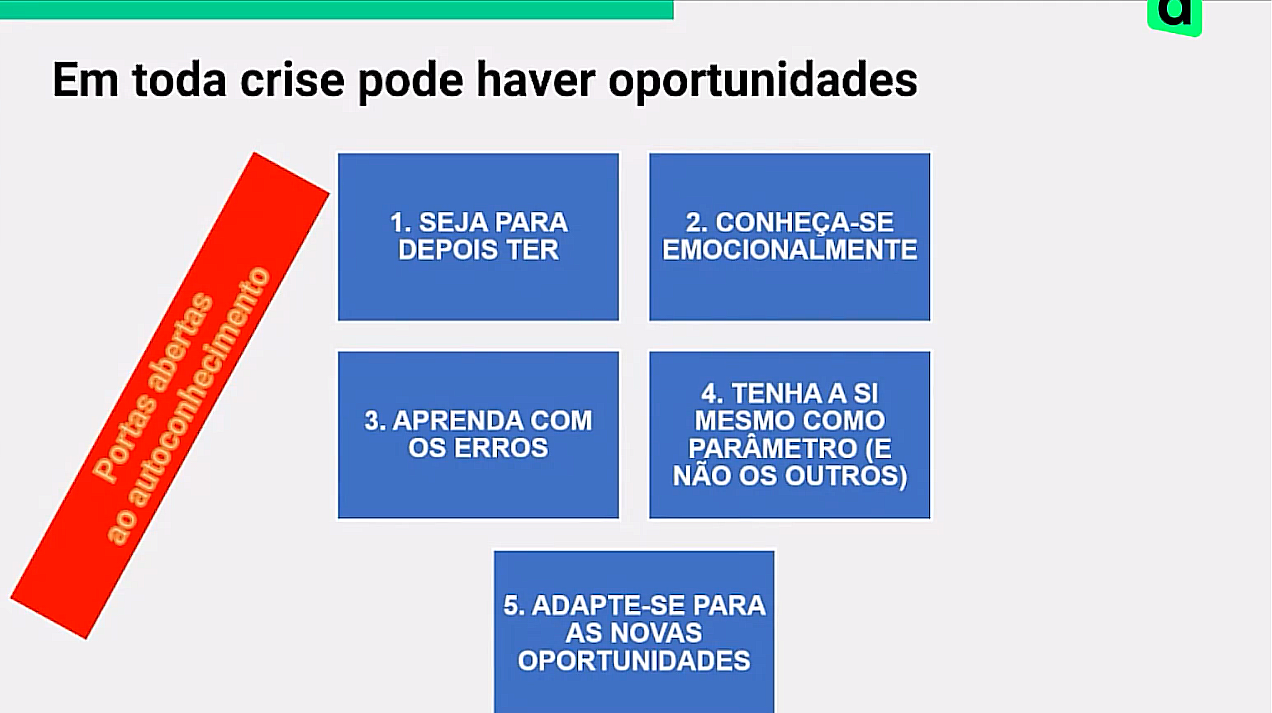 d
Em toda crise pode haver oportunidades
Portas abertas
ao autoconhecimento
1. SEJA PARA
DEPOIS TER
2. CONHEÇA-SE
EMOCIONALMENTE
3. APRENDA COM
OS ERROS
4. TENHA A SI
MESMO COMO
PARÂMETRO (E
NÃO OS OUTROS)
5. ADAPTE-SE PARA
AS NOVAS
OPORTUNIDADES